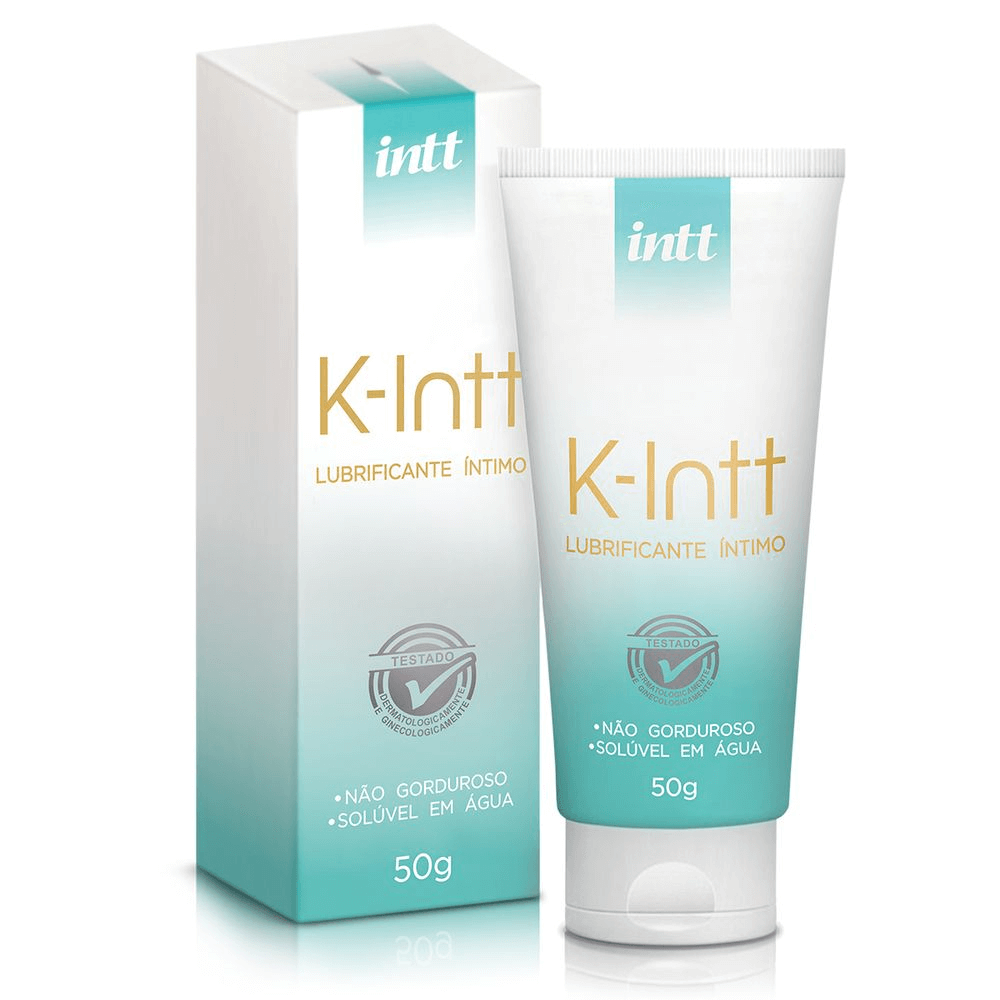 intt
K-Intt
LUBRIFICANTE ÍNTIMO
TESTADO
DERMATOLOGICAMENTE
E GINECOLOGICAMENTE
•NÃO GORDUROSO
•SOLÚVEL EM ÁGUA
50g
intt
K-Intt
LUBRIFICANTE ÍNTIMO
TESTADO
DERMATOLOGICAMENTE
E GINECOLOGICAMENTE
•NÃO GORDUROSO
•SOLÚVEL EM ÁGUA
50g